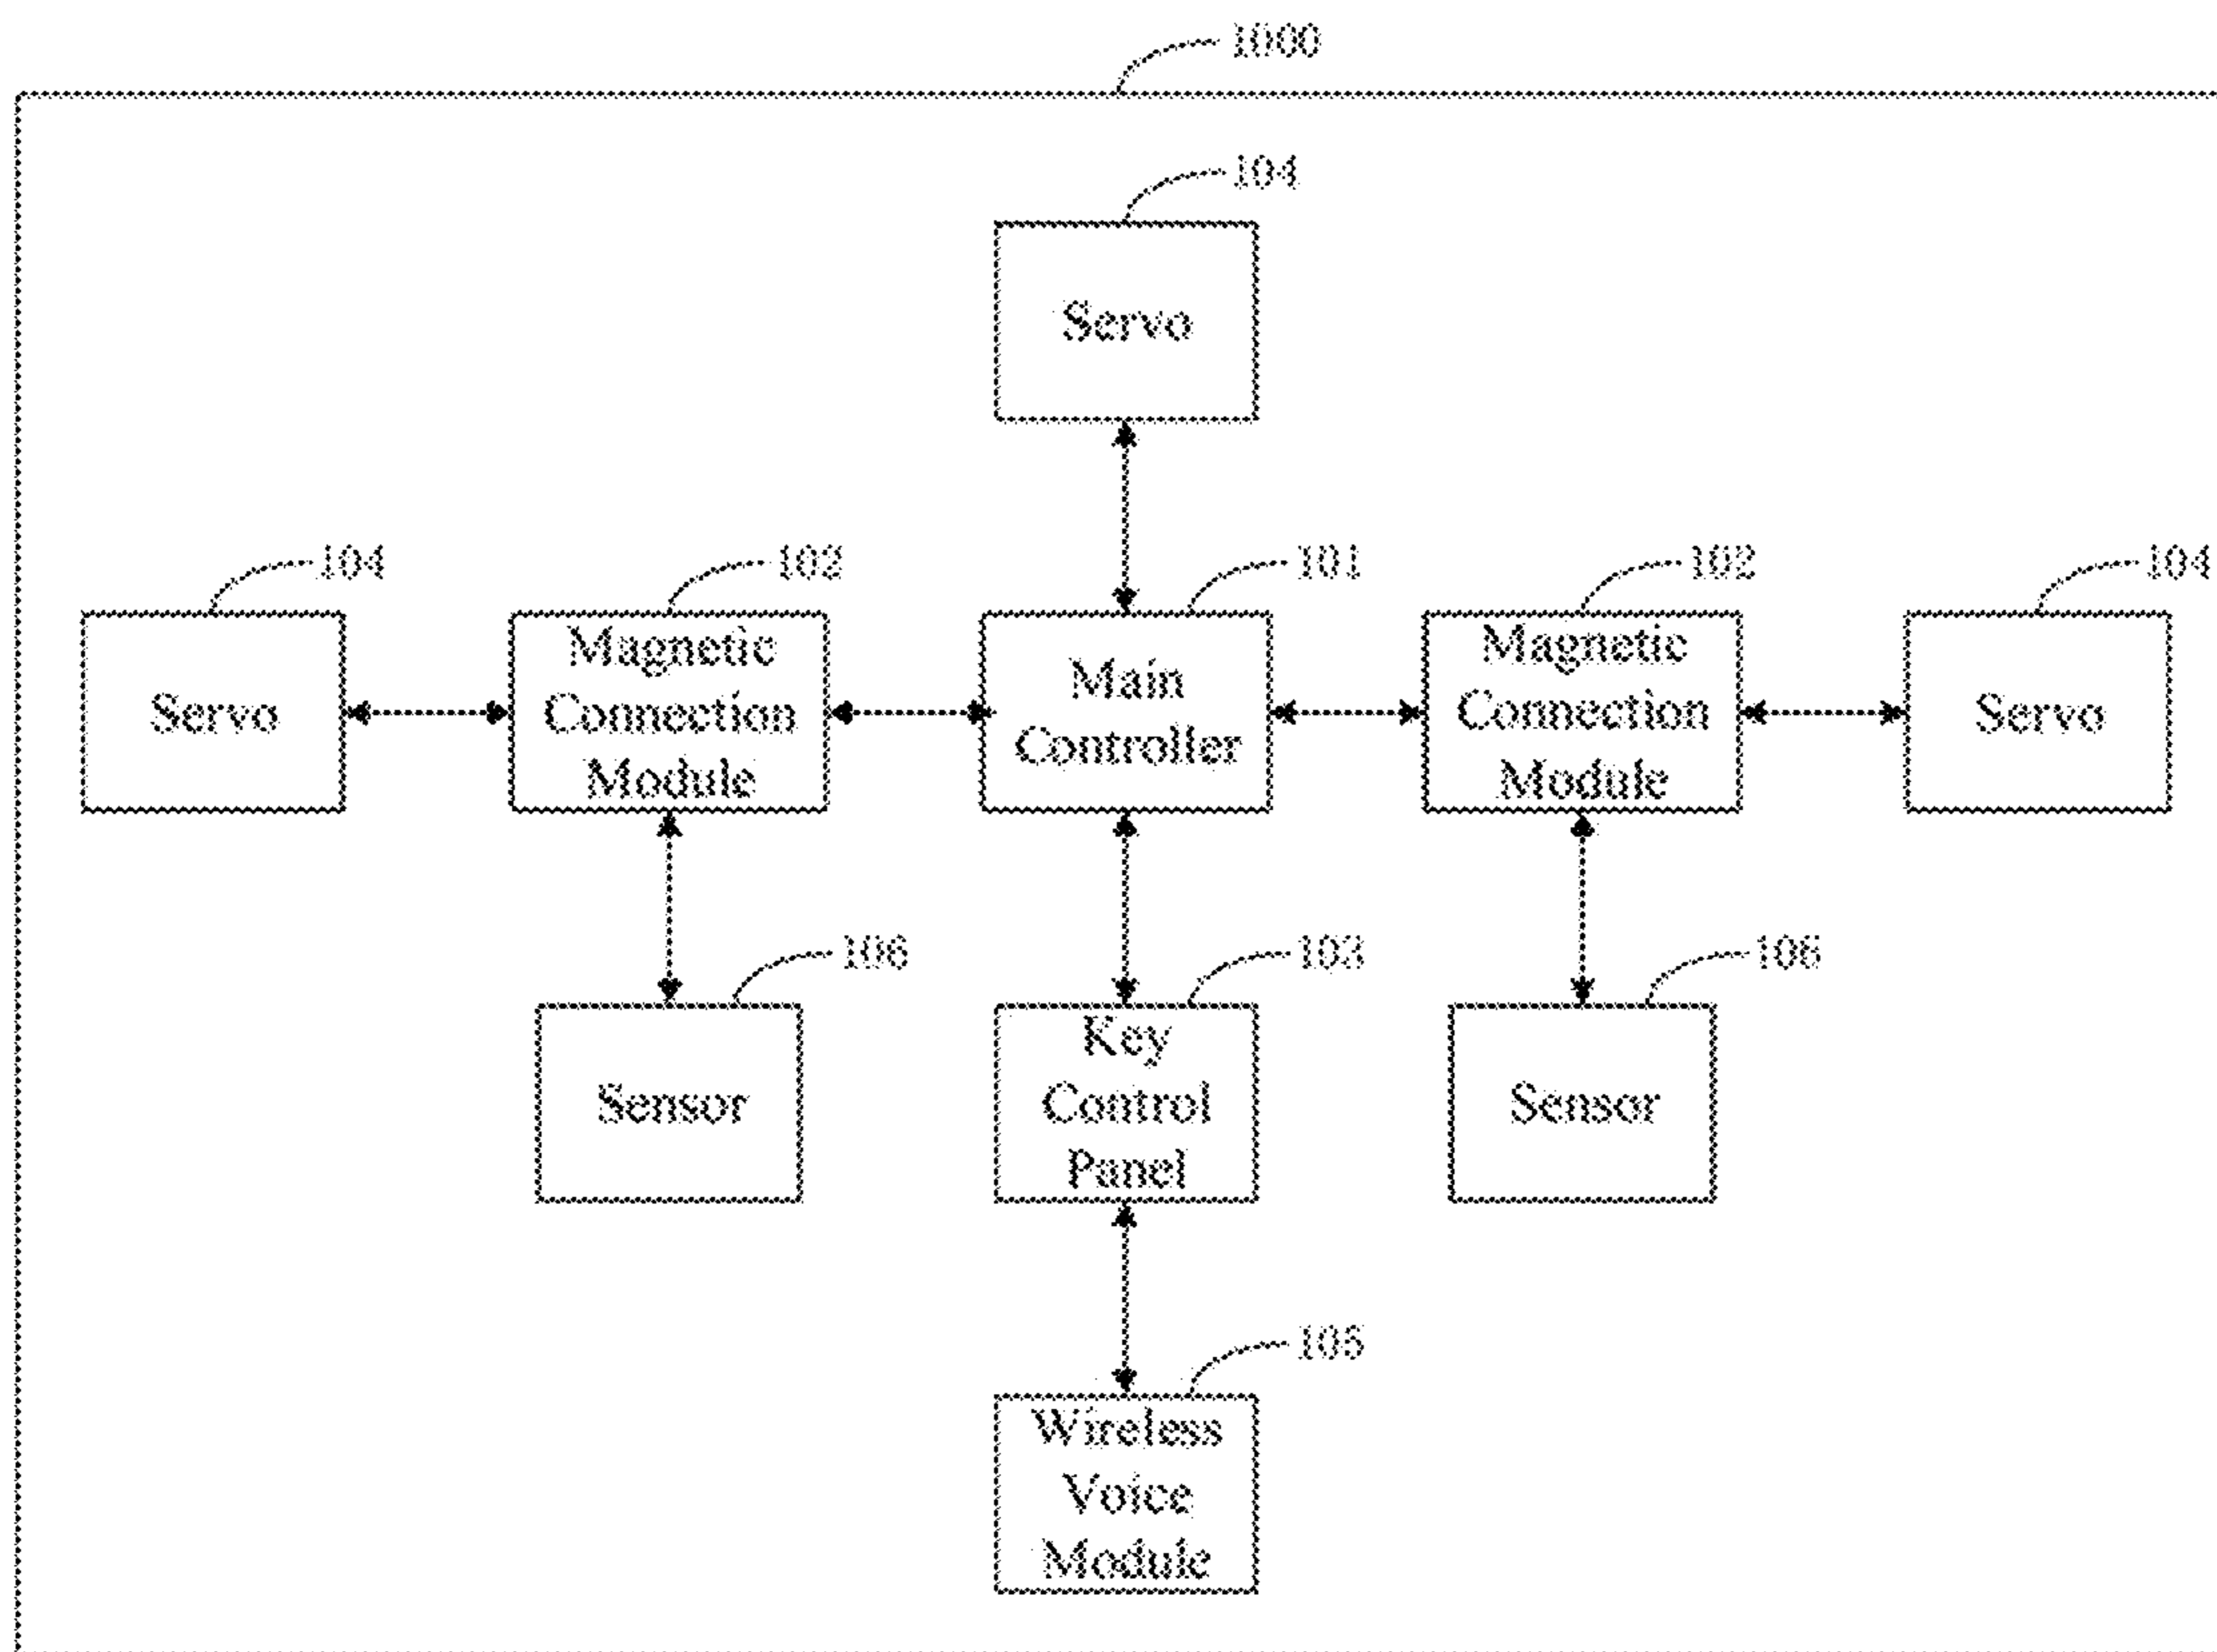 1000
104
Servo
104
102
101
102
104
Servo
Magnetic
Connection
Module
Main
Controller
Magnetic
Connection
Module
Servo
106
103
106
Sensor
Key
Control
Panel
Sensor
105
Wireless
Voice
Module